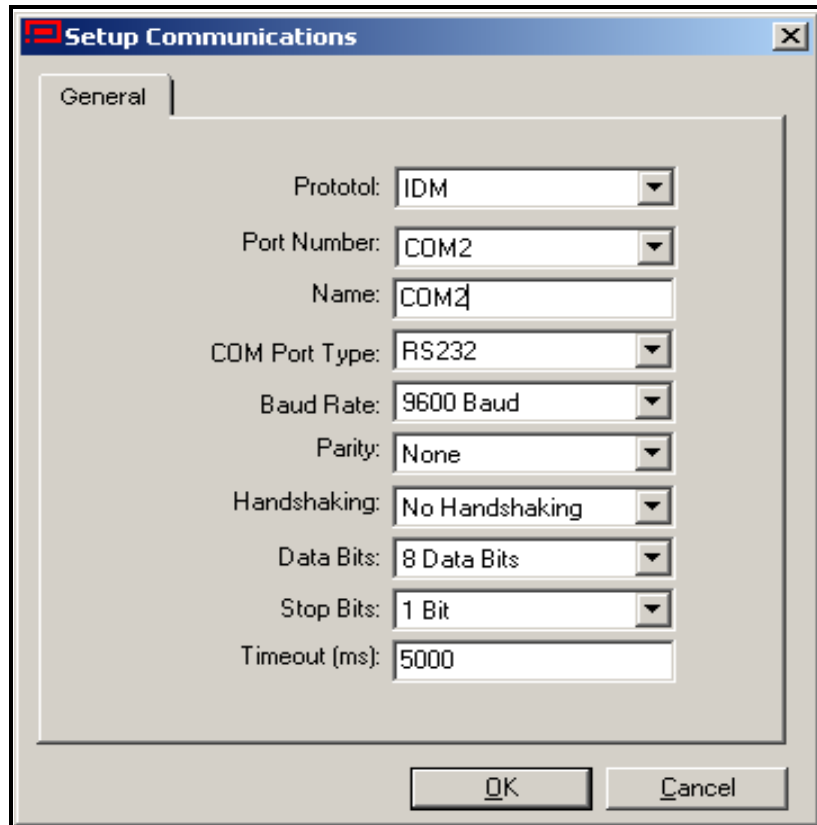 Setup Communications
General
Prototol: IDM
Port Number: COM2
Name: COM2
COM Port Type: RS232
Baud Rate: 9600 Baud
Parity: None
Handshaking: No Handshaking
Data Bits: 8 Data Bits
Stop Bits: 1 Bit
Timeout (ms): 5000
OK Cancel